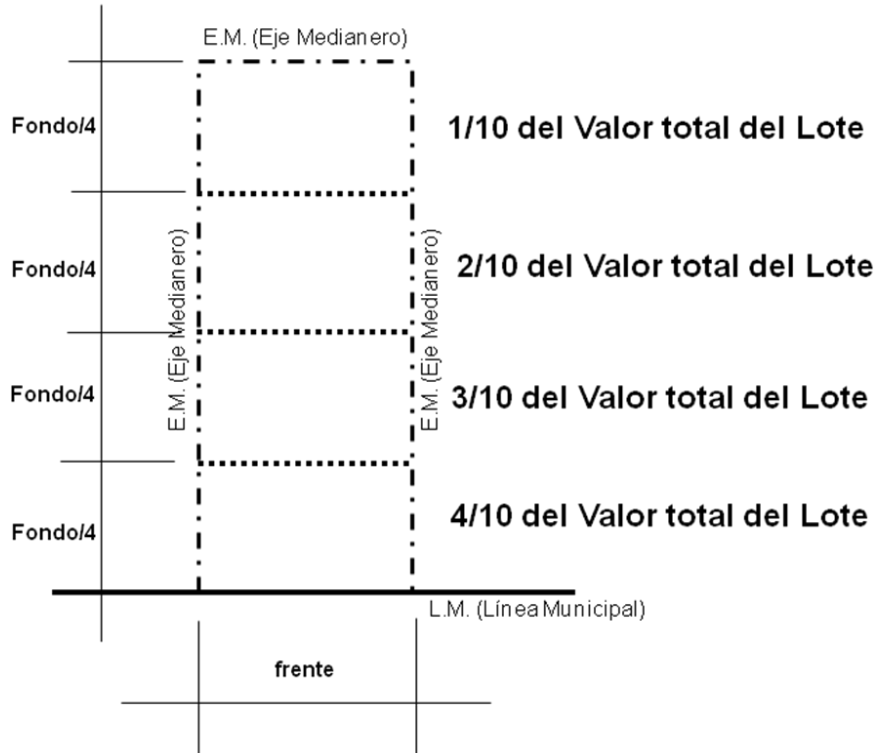 E.M. (Eje Medianero)
Fondo/4
1/10 del Valor total del Lote
Fondo/4
E.M. (Eje Medianero)
E.M. (Eje Medianero)
2/10 del Valor total del Lote
Fondo/4
3/10 del Valor total del Lote
Fondo/4
4/10 del Valor total del Lote
L.M. (Línea Municipal)
frente